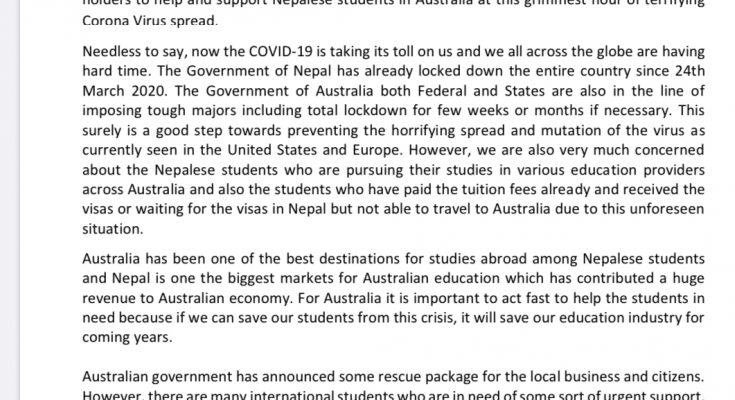 holders to help and support Nepalese students in Australia at this grimmest hour of terrifying
Corona Virus spread.
Needless to say, now the COVID-19 is taking its toll on us and we all across the globe are having
hard time. The Government of Nepal has already locked down the entire country since 24th
March 2020. The Government of Australia both Federal and States are also in the line of
imposing tough majors including total lockdown for few weeks or months if necessary. This
surely is a good step towards preventing the horrifying spread and mutation of the virus as
currently seen in the United States and Europe. However, we are also very much concerned
about the Nepalese students who are pursuing their studies in various education providers
across Australia and also the students who have paid the tuition fees already and received the
visas or waiting for the visas in Nepal but not able to travel to Australia due to this unforeseen
situation.
Australia has been one of the best destinations for studies abroad among Nepalese students
and Nepal is one the biggest markets for Australian education which has contributed a huge
revenue to Australian economy. For Australia it is important to act fast to help the students in
need because if we can save our students from this crisis, it will save our education industry for
coming years.
Australian government has announced some rescue package for the local business and citizens.
However, there are many international students who are in need of some sort of urgent support.